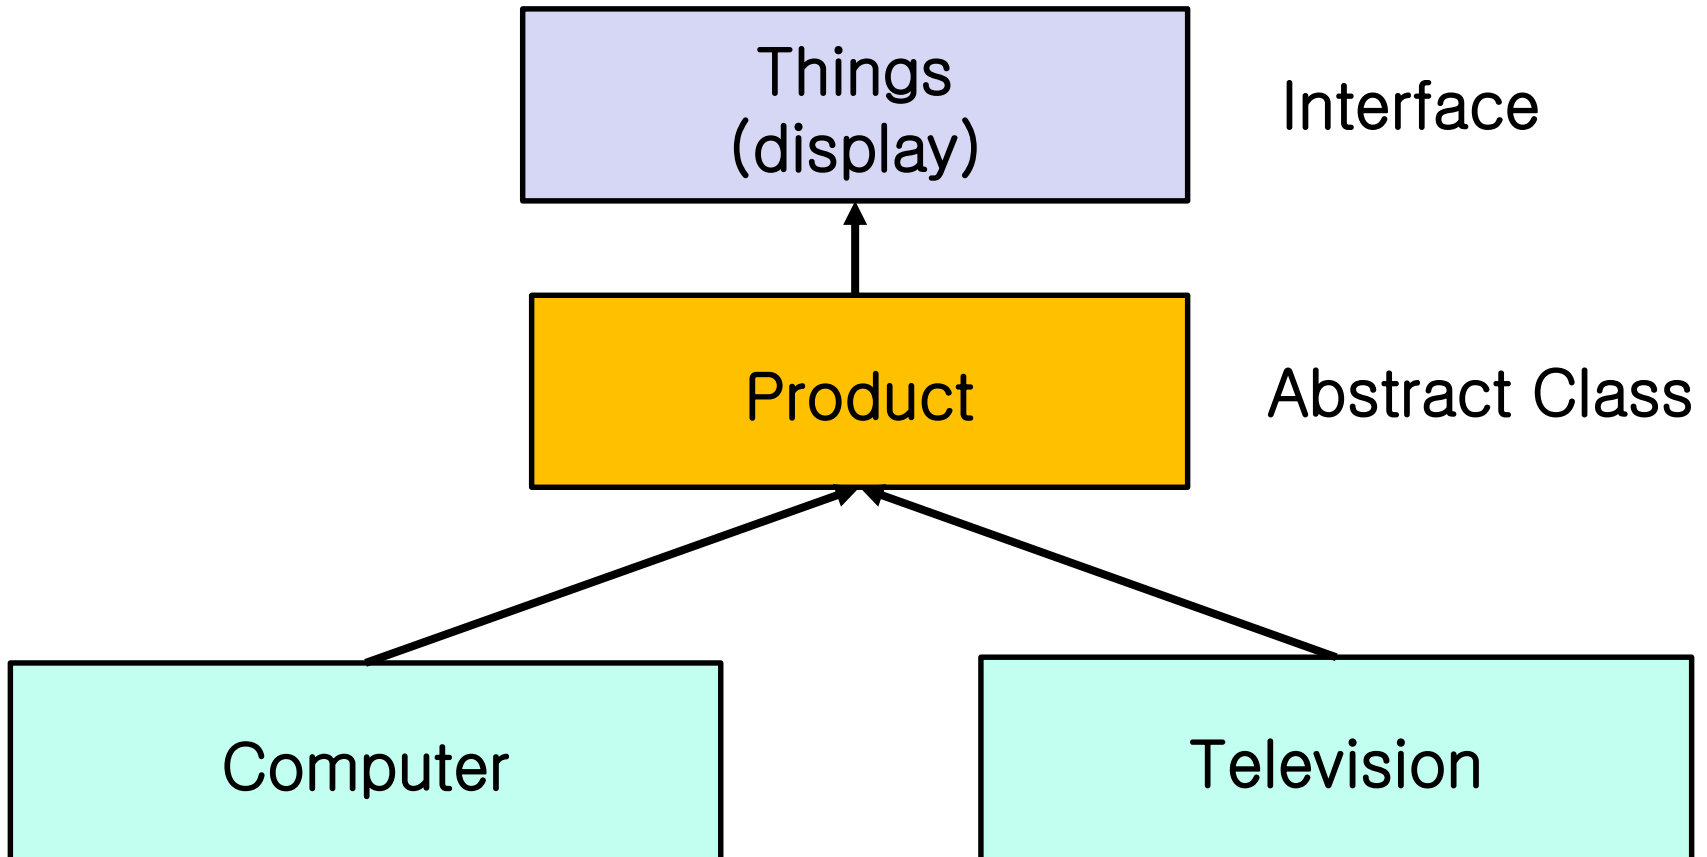 Things
(display)
Interface
Product
Abstract Class
Computer
Television